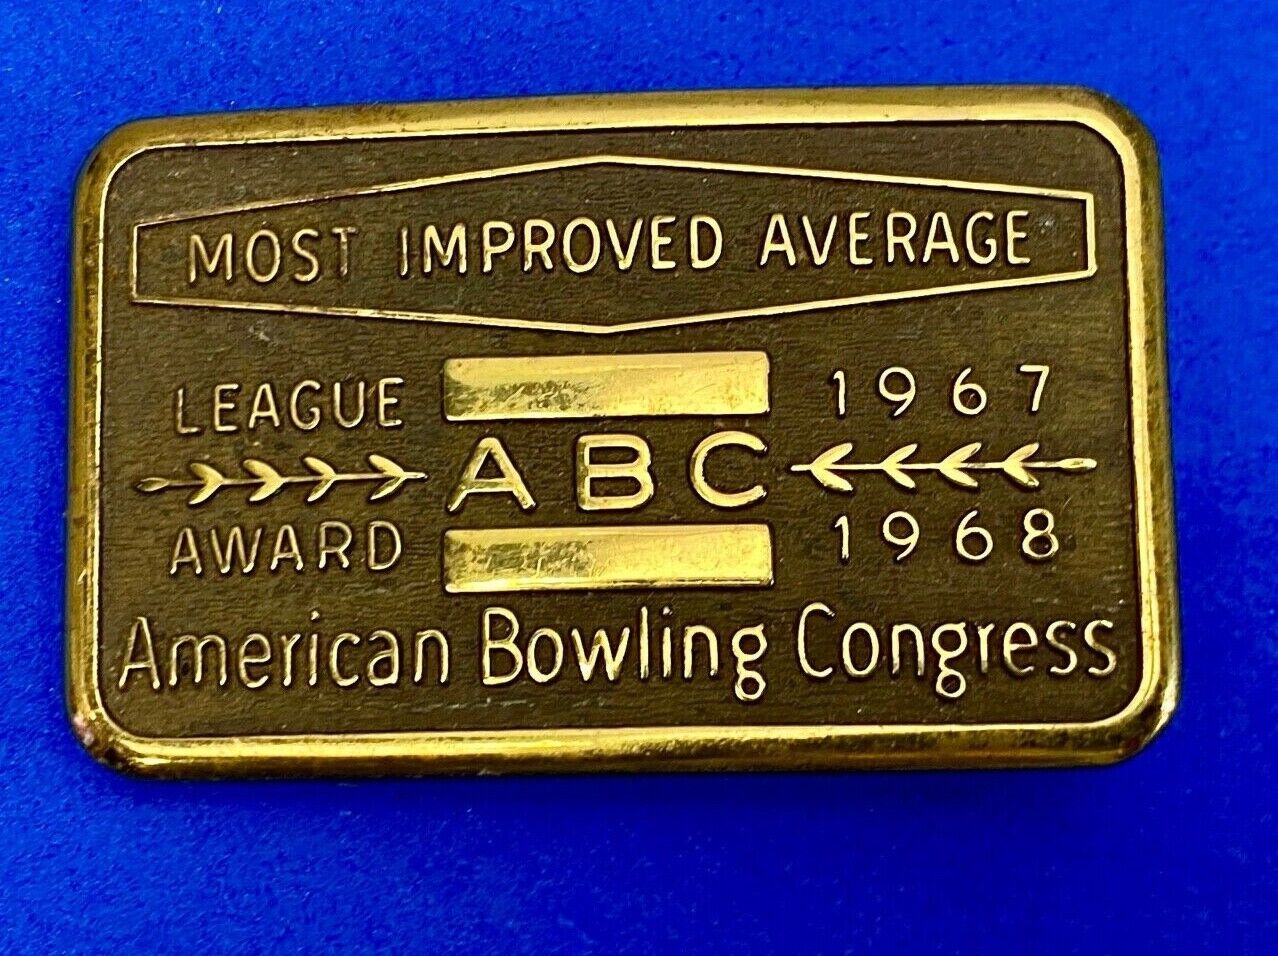 MOST IMPROVED AVERAGE
LEAGUE 1967
ABC
AWARD 1968
American Bowling Congress